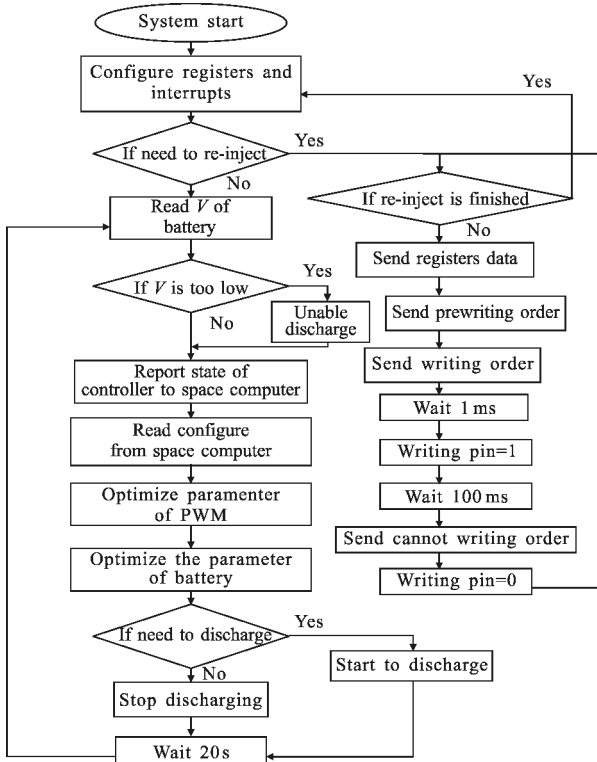 System start
Configure registers and
interrupts
Yes
If need to re-inject
Yes
No
If re-inject is finished
No
Read V of
battery
Send registers data
If V is too low
Yes
No
Unable
discharge
Send prewriting order
Report state of
controller to space computer
Send writing order
Wait 1 ms
Read configure
from space computer
Writing pin=1
Optimize paramenter
of PWM
Wait 100 ms
Send cannot writing order
Optimize the parameter
of battery
Writing pin=0
If need to discharge
Yes
No
Start to discharge
Stop discharging
Wait 20s